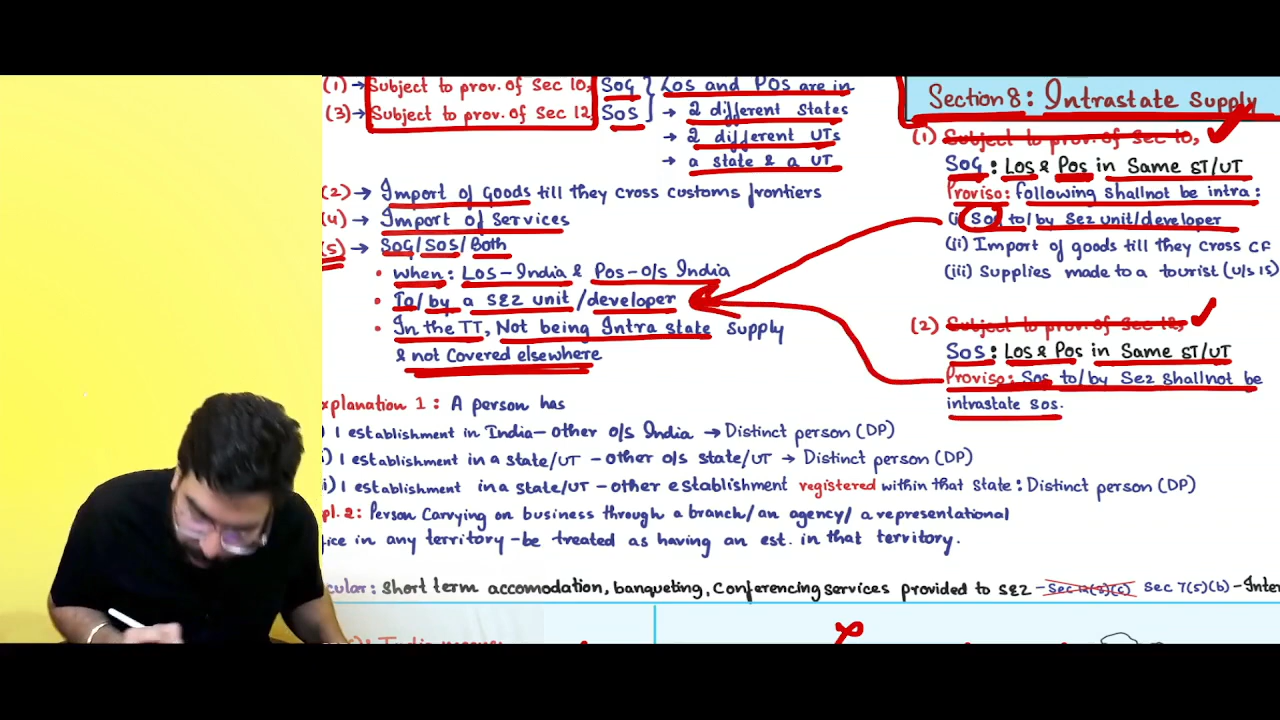 (1) → Subject to prov. of Sec 10, SOG
(3) → Subject to prov. of Sec 12, SOS
LOS and POS are in
→ 2 different States
→ 2 different UTs
→ a state & a UT
(2) → Import of Goods till they cross customs frontiers
(4) → Import of Services
(5) → SOG/SOS/Both
• when: LOS-India & POS-O/s India
• To/by a SEZ unit/developer
• In the TT, Not being Intra state supply
& not Covered elsewhere
xplanation 1: A person has
) 1 establishment in India - other o/s India → Distinct person (DP)
) 1 establishment in a state/UT - other o/s state/UT → Distinct person (DP)
i) 1 establishment in a state/UT - other establishment registered within that state: Distinct person (DP)
pl. 2: Person Carrying on business through a branch/an agency/a representational
ice in any territory - be treated as having an est. in that territory.
cular: Short term accomodation, banqueting, Conferencing services provided to SEZ - Sec 12(3)(c) Sec 7(5)(b) - Inter
Section 8: Intrastate Supply
(1) Subject to prov. of Sec 10,
SOG: LOS & POS in Same ST/UT
Proviso: following shall not be intra:
(i) SOG to/by SEZ unit/developer
(ii) Import of goods till they cross CF
(iii) Supplies made to a tourist (U/s 15
(2) Subject to prov. of Sec 12,
SOS: LOS & POS in Same ST/UT
Proviso: SOS to/by SEZ shall not be
intrastate SOS.